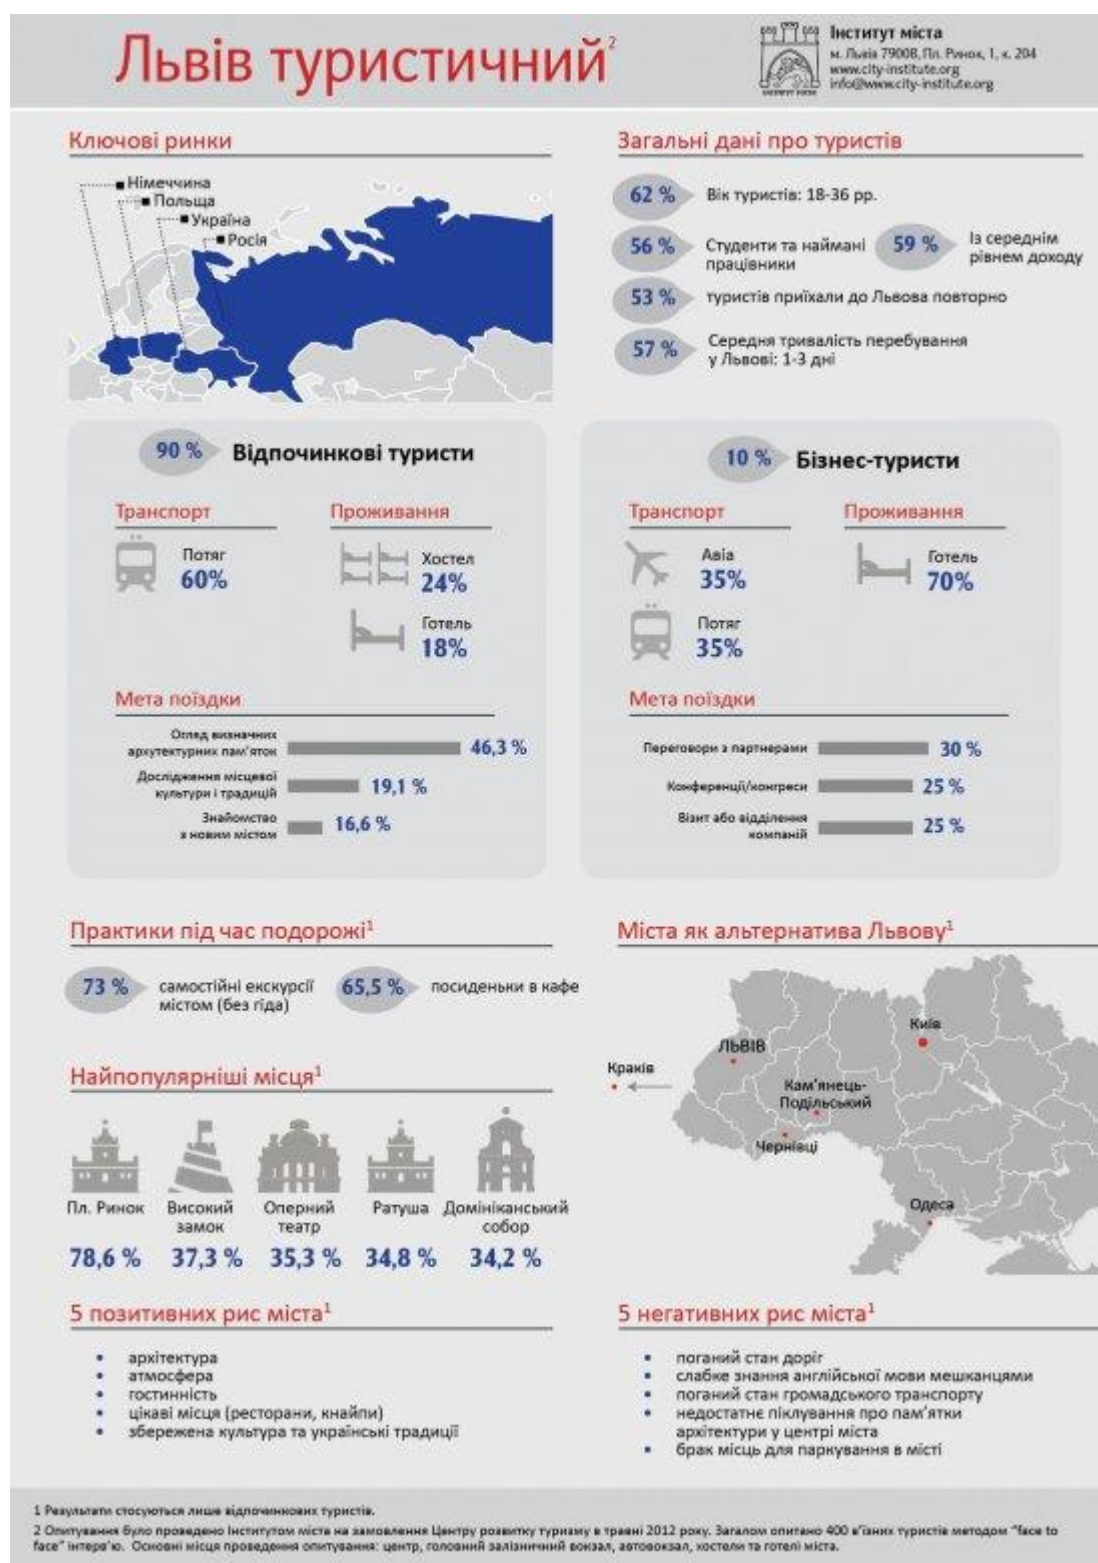 Львів туристичний²
Інститут міста
м. Львів 79008, Пл. Ринок, 1, к. 204
www.city-institute.org
info@www.city-institute.org
ІНСТИТУТ МІСТА
Ключові ринки
Німеччина
Польща
Україна
Росія
Загальні дані про туристів
62 % Вік туристів: 18-36 рр.
56 % Студенти та наймані
працівники
59 % Із середнім
рівнем доходу
53 % туристів приїхали до Львова повторно
57 % Середня тривалість перебування
у Львові: 1-3 дні
90 % Відпочинкові туристи
Транспорт
Потяг
60%
Проживання
Хостел
24%
Готель
18%
Мета поїздки
Огляд визначних
архутектурних пам'яток 46,3 %
Дослідження місцевої
культури і традицій 19,1 %
Знайомство
з новим містом 16,6 %
10 % Бізнес-туристи
Транспорт
Авіа
35%
Потяг
35%
Проживання
Готель
70%
Мета поїздки
Переговори з партнерами 30 %
Конференції/конгреси 25 %
Візит або відділення
компаній 25 %
Практики під час подорожі¹
73 % самостійні екскурсії
містом (без гіда)
65,5 % посиденьки в кафе
Найпопулярніші місця¹
Пл. Ринок
78,6 %
Високий
замок
37,3 %
Оперний
театр
35,3 %
Ратуша
34,8 %
Домініканський
собор
34,2 %
Міста як альтернатива Львову¹
Київ
ЛЬВІВ
Краків
Кам'янець-
Подільський
Чернівці
Одеса
5 позитивних рис міста¹
• архітектура
• атмосфера
• гостинність
• цікаві місця (ресторани, кнайпи)
• збережена культура та українські традиції
5 негативних рис міста¹
• поганий стан доріг
• слабке знання англійської мови мешканцями
• поганий стан громадського транспорту
• недостатнє піклування про пам'ятки
архітектури у центрі міста
• брак місць для паркування в місті
1 Результати стосуються лише відпочинкових туристів.
2 Опитування було проведено Інститутом міста на замовлення Центру розвитку туризму в травні 2012 року. Загалом опитано 400 в'їзних туристів методом "face to
face" інтерв'ю. Основні місця проведення опитування: центр, головний залізничний вокзал, автовокзал, хостели та готелі міста.